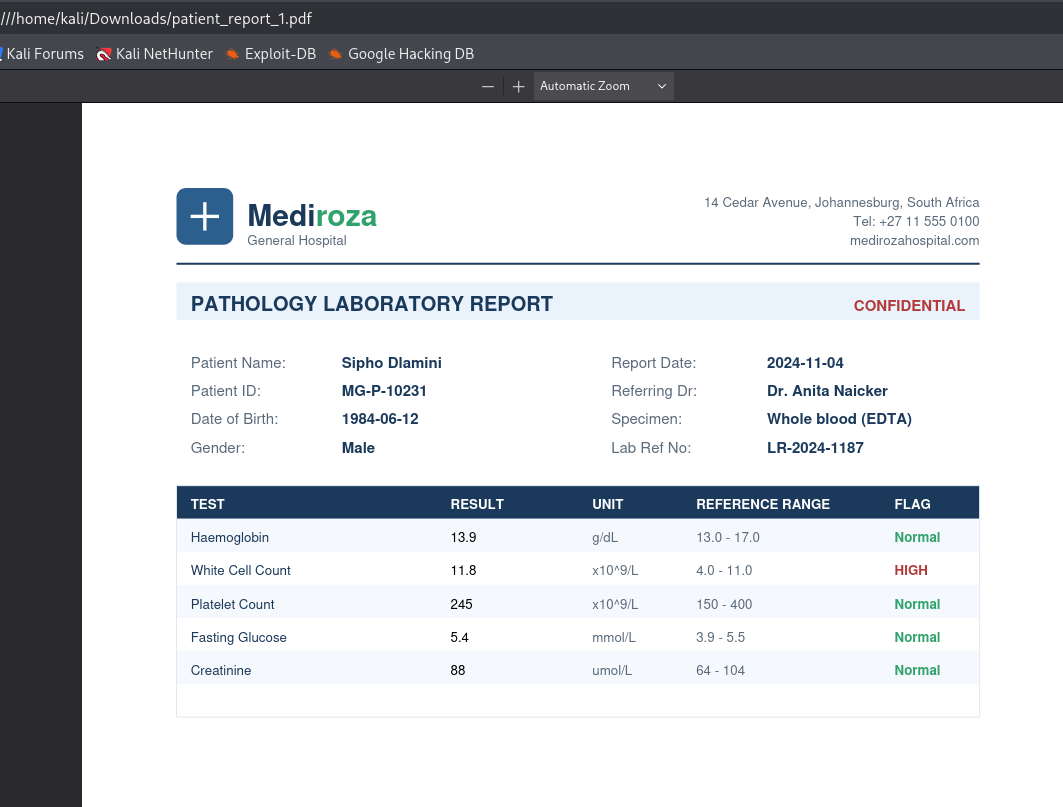 ///home/kali/Downloads/patient_report_1.pdf
Kali Forums Kali NetHunter Exploit-DB Google Hacking DB
− + Automatic Zoom
Mediroza
General Hospital
14 Cedar Avenue, Johannesburg, South Africa
Tel: +27 11 555 0100
medirozahospital.com
PATHOLOGY LABORATORY REPORT CONFIDENTIAL
Patient Name: Sipho Dlamini Report Date: 2024-11-04
Patient ID: MG-P-10231 Referring Dr: Dr. Anita Naicker
Date of Birth: 1984-06-12 Specimen: Whole blood (EDTA)
Gender: Male Lab Ref No: LR-2024-1187
TEST RESULT UNIT REFERENCE RANGE FLAG
Haemoglobin 13.9 g/dL 13.0 - 17.0 Normal
White Cell Count 11.8 x10^9/L 4.0 - 11.0 HIGH
Platelet Count 245 x10^9/L 150 - 400 Normal
Fasting Glucose 5.4 mmol/L 3.9 - 5.5 Normal
Creatinine 88 umol/L 64 - 104 Normal